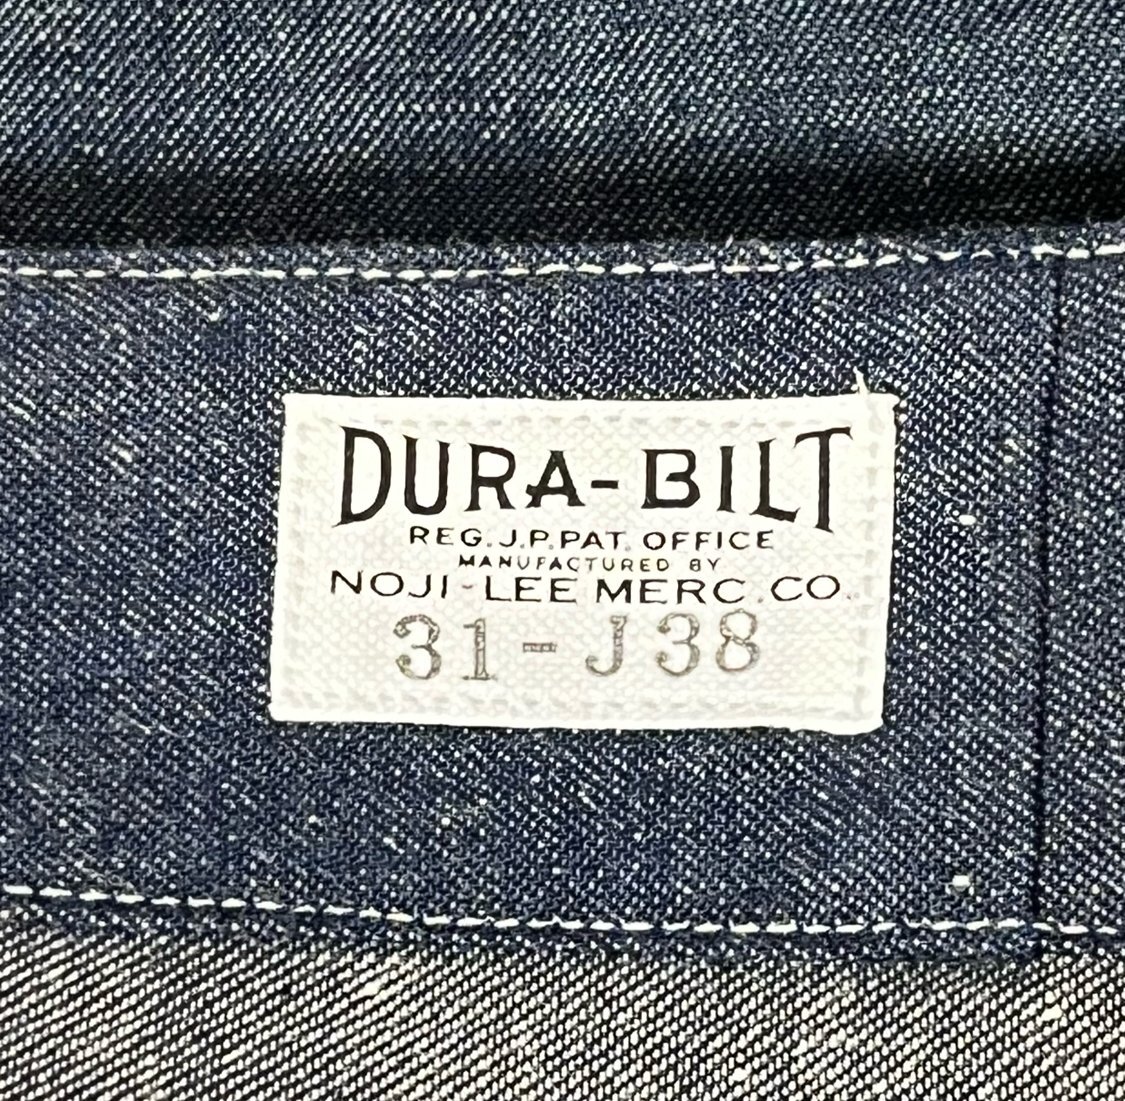 DURA-BILT
REG. J.P. PAT. OFFICE
MANUFACTURED BY
NOJI-LEE MERC. CO.
31-J38